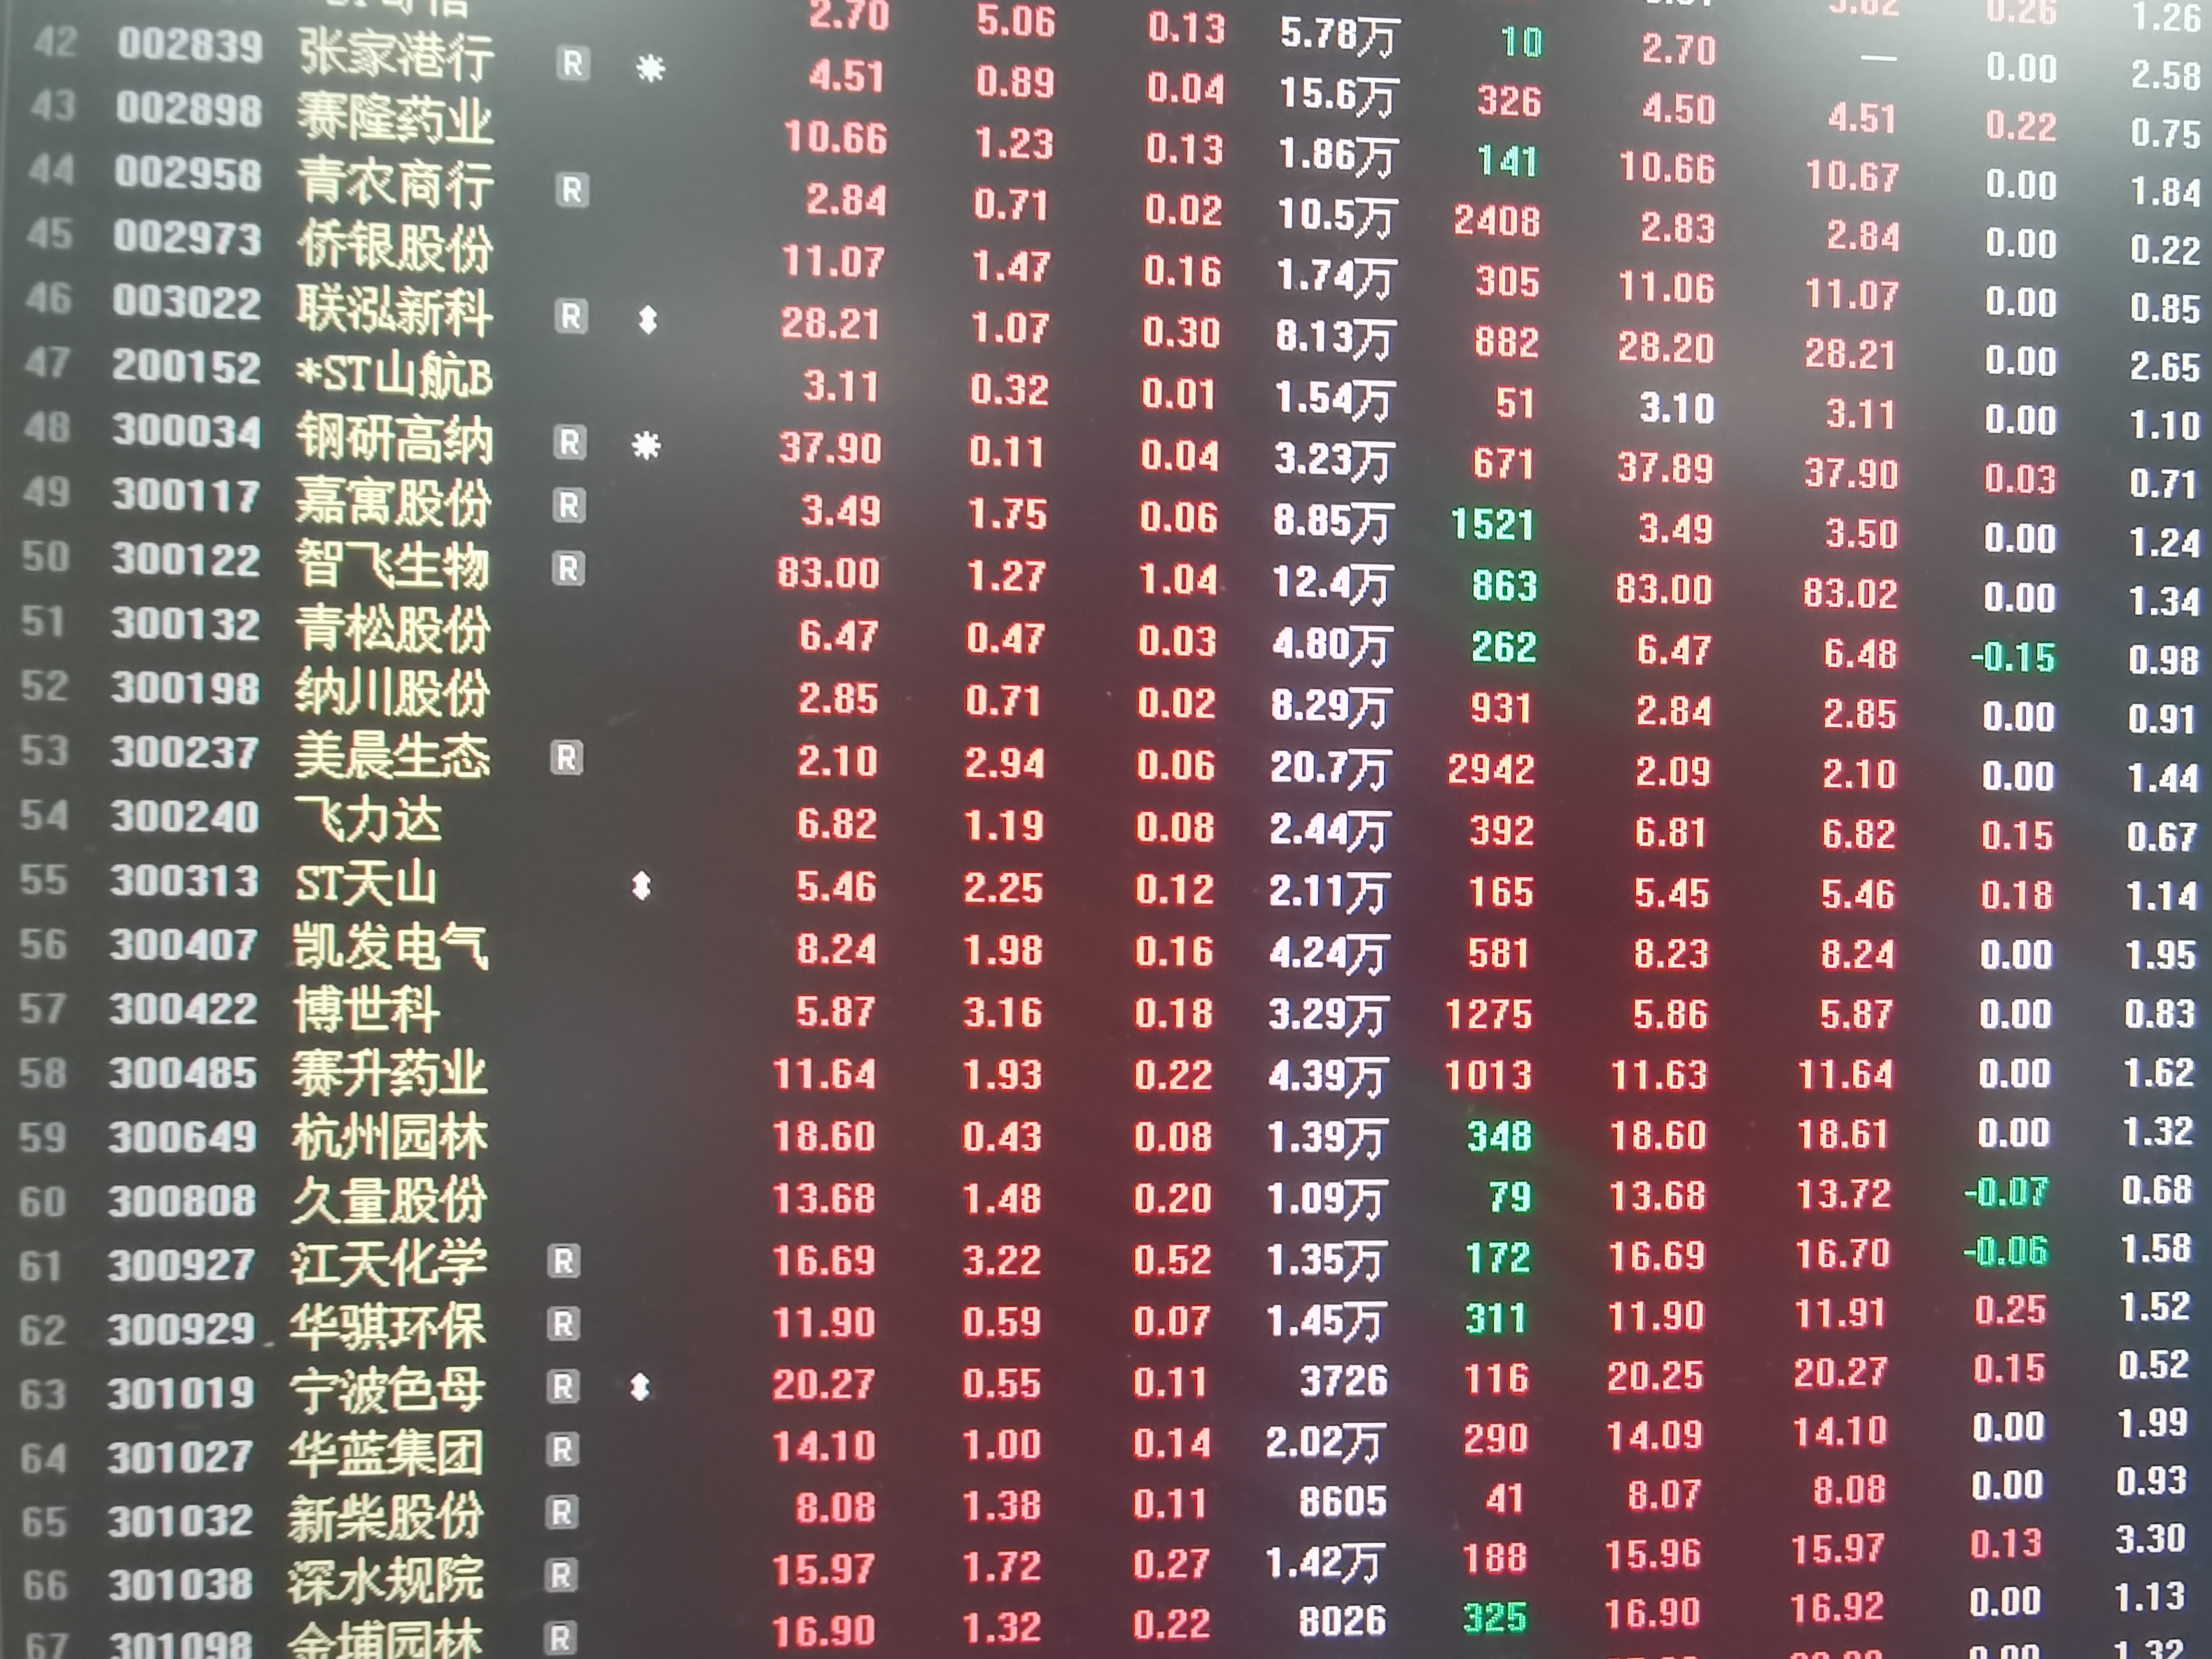 0.26 1.26
2.70 5.06 0.13 5.78万 10 2.70 — 0.00 2.58
42 002839 张家港行 R 4.51 0.89 0.04 15.6万 326 4.50 4.51 0.22 0.75
43 002898 赛隆药业 10.66 1.23 0.13 1.86万 141 10.66 10.67 0.00 1.84
44 002958 青农商行 R 2.84 0.71 0.02 10.5万 2408 2.83 2.84 0.00 0.22
45 002973 侨银股份 11.07 1.47 0.16 1.74万 305 11.06 11.07 0.00 0.85
46 003022 联泓新科 R 28.21 1.07 0.30 8.13万 882 28.20 28.21 0.00 2.65
47 200152 *ST山航B 3.11 0.32 0.01 1.54万 51 3.10 3.11 0.00 1.10
48 300034 钢研高纳 R 37.90 0.11 0.04 3.23万 671 37.89 37.90 0.03 0.71
49 300117 嘉寓股份 R 3.49 1.75 0.06 8.85万 1521 3.49 3.50 0.00 1.24
50 300122 智飞生物 R 83.00 1.27 1.04 12.4万 863 83.00 83.02 0.00 1.34
51 300132 青松股份 6.47 0.47 0.03 4.80万 262 6.47 6.48 -0.15 0.98
52 300198 纳川股份 2.85 0.71 0.02 8.29万 931 2.84 2.85 0.00 0.91
53 300237 美晨生态 R 2.10 2.94 0.06 20.7万 2942 2.09 2.10 0.00 1.44
54 300240 飞力达 6.82 1.19 0.08 2.44万 392 6.81 6.82 0.15 0.67
55 300313 ST天山 5.46 2.25 0.12 2.11万 165 5.45 5.46 0.18 1.14
56 300407 凯发电气 8.24 1.98 0.16 4.24万 581 8.23 8.24 0.00 1.95
57 300422 博世科 5.87 3.16 0.18 3.29万 1275 5.86 5.87 0.00 0.83
58 300485 赛升药业 11.64 1.93 0.22 4.39万 1013 11.63 11.64 0.00 1.62
59 300649 杭州园林 18.60 0.43 0.08 1.39万 348 18.60 18.61 0.00 1.32
60 300808 久量股份 13.68 1.48 0.20 1.09万 79 13.68 13.72 -0.07 0.68
61 300927 江天化学 R 16.69 3.22 0.52 1.35万 172 16.69 16.70 -0.06 1.58
62 300929 华骐环保 R 11.90 0.59 0.07 1.45万 311 11.90 11.91 0.25 1.52
63 301019 宁波色母 R 20.27 0.55 0.11 3726 116 20.25 20.27 0.15 0.52
64 301027 华蓝集团 R 14.10 1.00 0.14 2.02万 290 14.09 14.10 0.00 1.99
65 301032 新柴股份 R 8.08 1.38 0.11 8605 41 8.07 8.08 0.00 0.93
66 301038 深水规院 R 15.97 1.72 0.27 1.42万 188 15.96 15.97 0.13 3.30
67 301098 金埔园林 R 16.90 1.32 0.22 8026 325 16.90 16.92 0.00 1.13
0.00 1.32